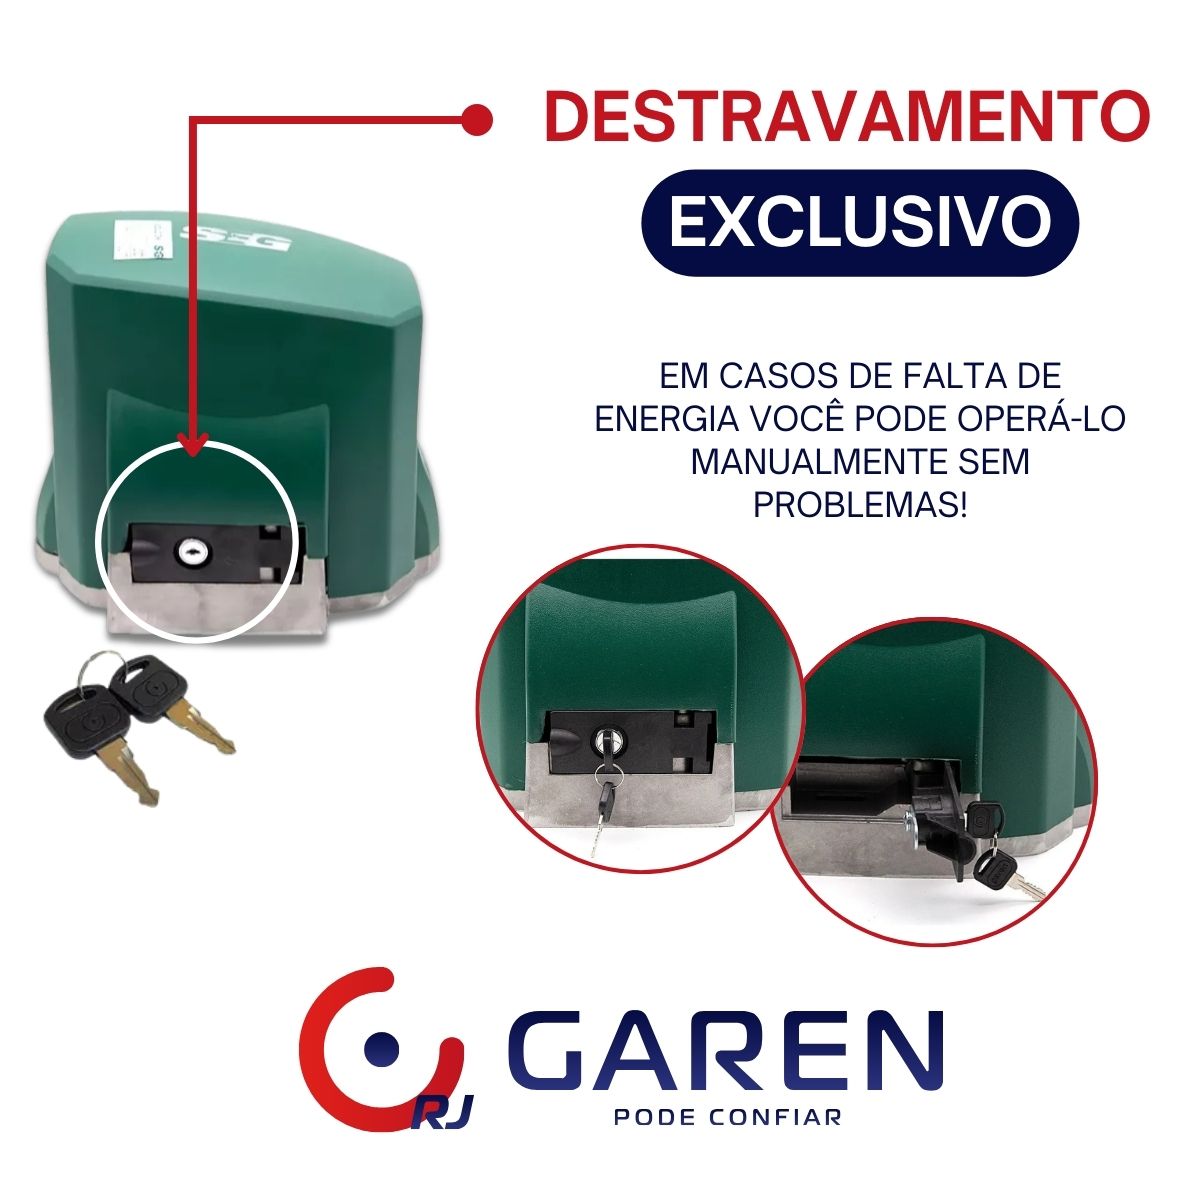 DESTRAVAMENTO
EXCLUSIVO
SEG
EM CASOS DE FALTA DE
ENERGIA VOCÊ PODE OPERÁ-LO
MANUALMENTE SEM
PROBLEMAS!
RJ
GAREN
PODE CONFIAR